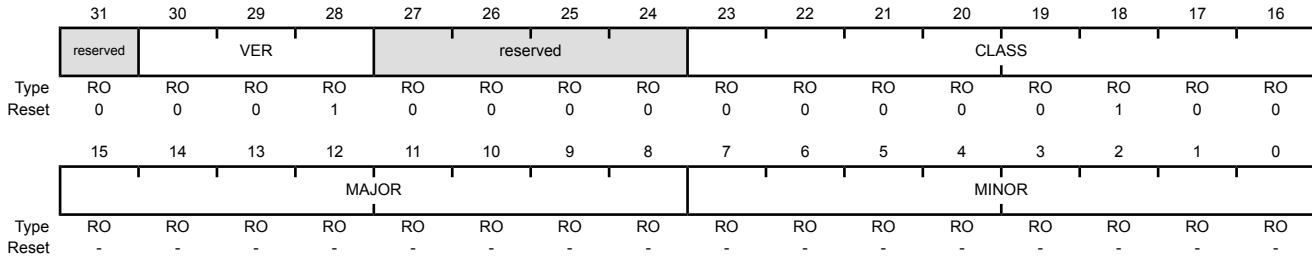 31 30 29 28 27 26 25 24 23 22 21 20 19 18 17 16
reserved VER reserved CLASS
Type RO RO RO RO RO RO RO RO RO RO RO RO RO RO RO RO
Reset 0 0 0 1 0 0 0 0 0 0 0 0 0 1 0 0
15 14 13 12 11 10 9 8 7 6 5 4 3 2 1 0
MAJOR MINOR
Type RO RO RO RO RO RO RO RO RO RO RO RO RO RO RO RO
Reset - - - - - - - - - - - - - - - -